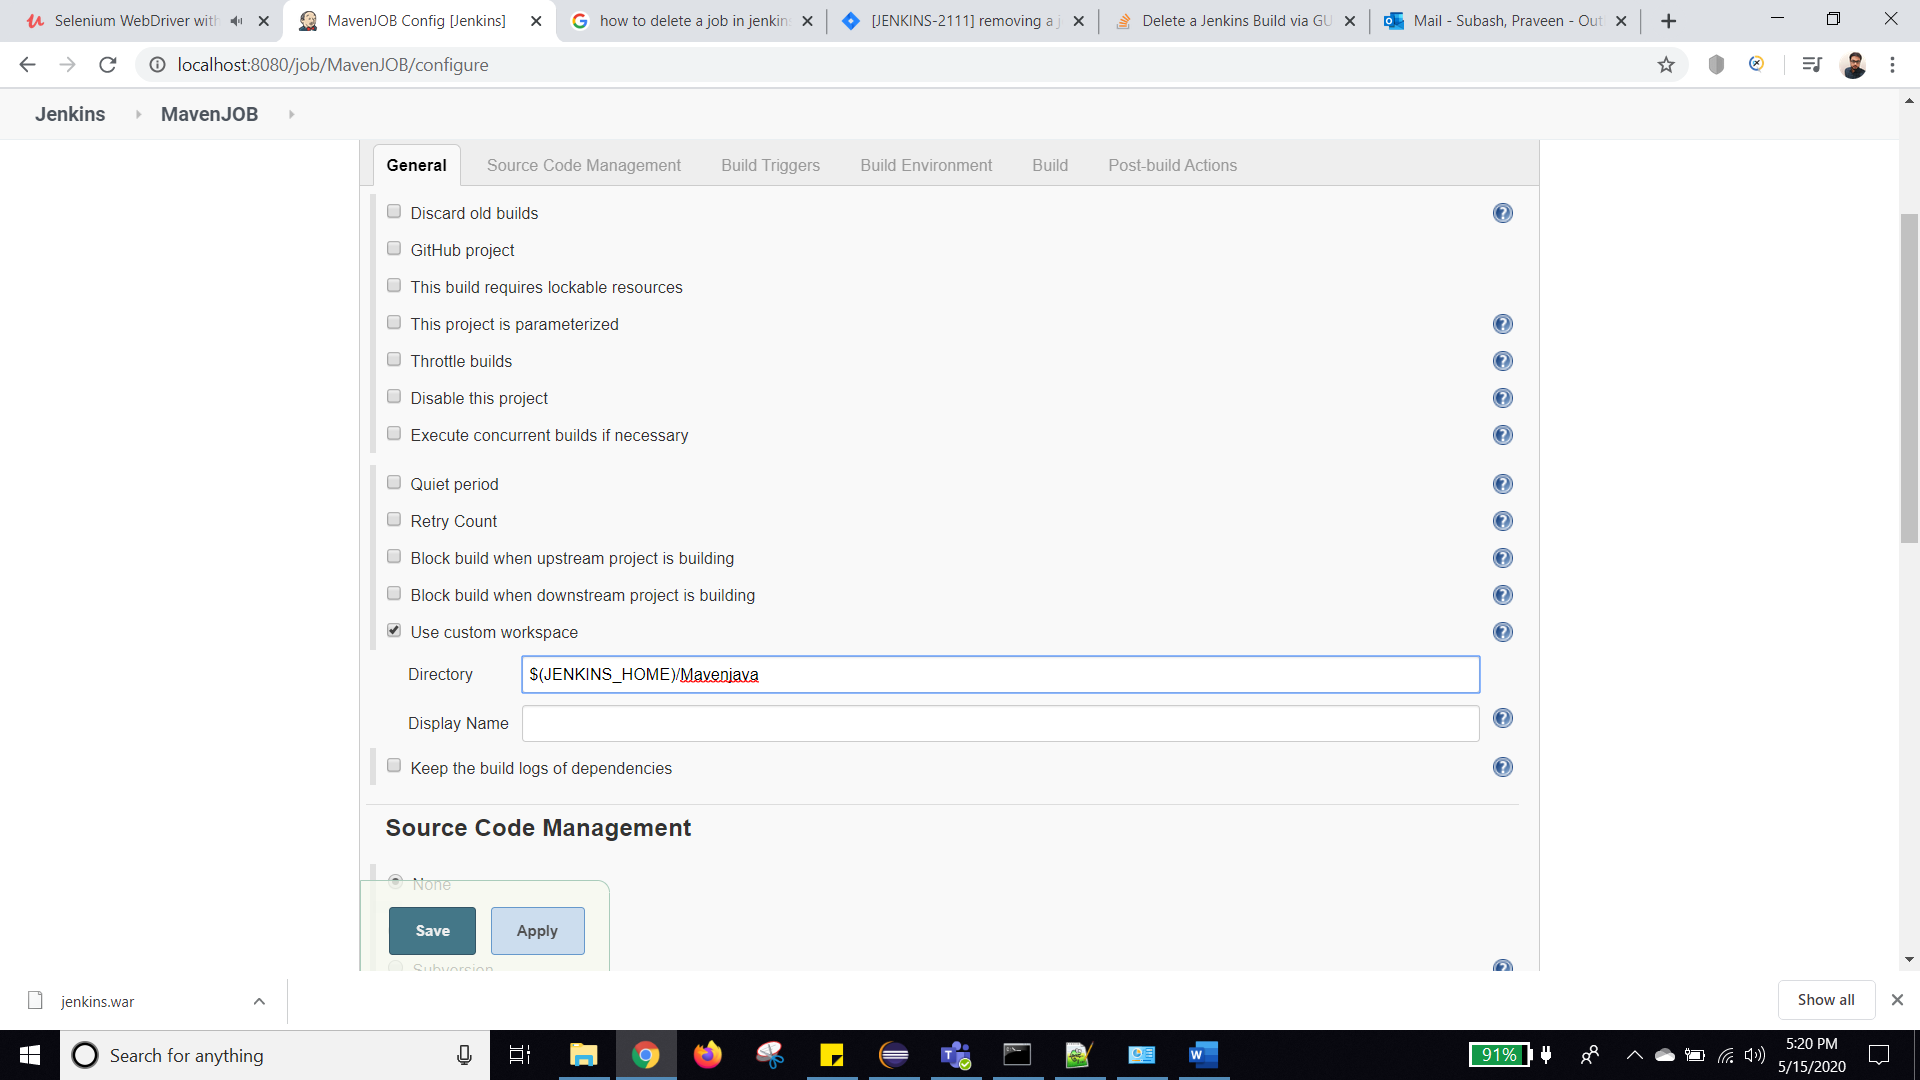 Selenium WebDriver with
MavenJOB Config [Jenkins]
how to delete a job in jenkins
[JENKINS-2111] removing a j
Delete a Jenkins Build via GU
Mail - Subash, Praveen - Out
localhost:8080/job/MavenJOB/configure
Jenkins
MavenJOB
General
Source Code Management
Build Triggers
Build Environment
Build
Post-build Actions
Discard old builds
GitHub project
This build requires lockable resources
This project is parameterized
Throttle builds
Disable this project
Execute concurrent builds if necessary
Quiet period
Retry Count
Block build when upstream project is building
Block build when downstream project is building
Use custom workspace
Directory
$(JENKINS_HOME)/Mavenjava
Display Name
Keep the build logs of dependencies
Source Code Management
None
Save
Apply
Subversion
jenkins.war
Show all
Search for anything
91%
5:20 PM
5/15/2020